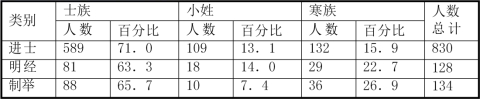 类别 士族 小姓 寒族 人数总计
人数 百分比 人数 百分比 人数 百分比
进士 589 71.0 109 13.1 132 15.9 830
明经 81 63.3 18 14.0 29 22.7 128
制举 88 65.7 10 7.4 36 26.9 134